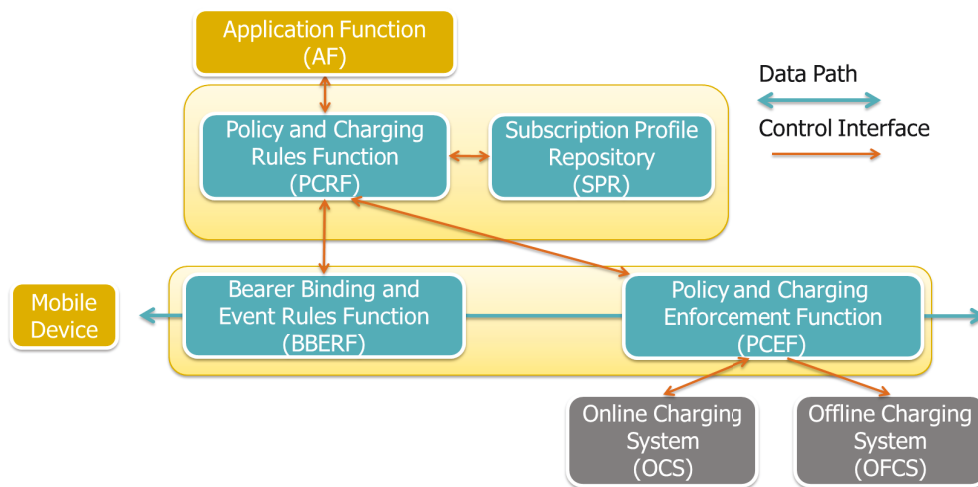 Application Function
(AF)
Data Path
Control Interface
Policy and Charging
Rules Function
(PCRF)
Subscription Profile
Repository
(SPR)
Mobile
Device
Bearer Binding and
Event Rules Function
(BBERF)
Policy and Charging
Enforcement Function
(PCEF)
Online Charging
System
(OCS)
Offline Charging
System
(OFCS)